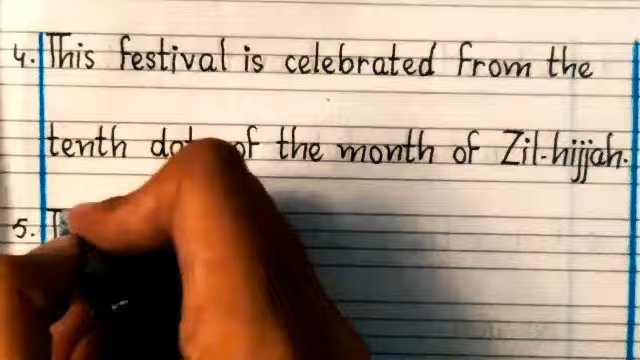 4. This festival is celebrated from the
tenth of the month of Zil-hijjah.
5. T